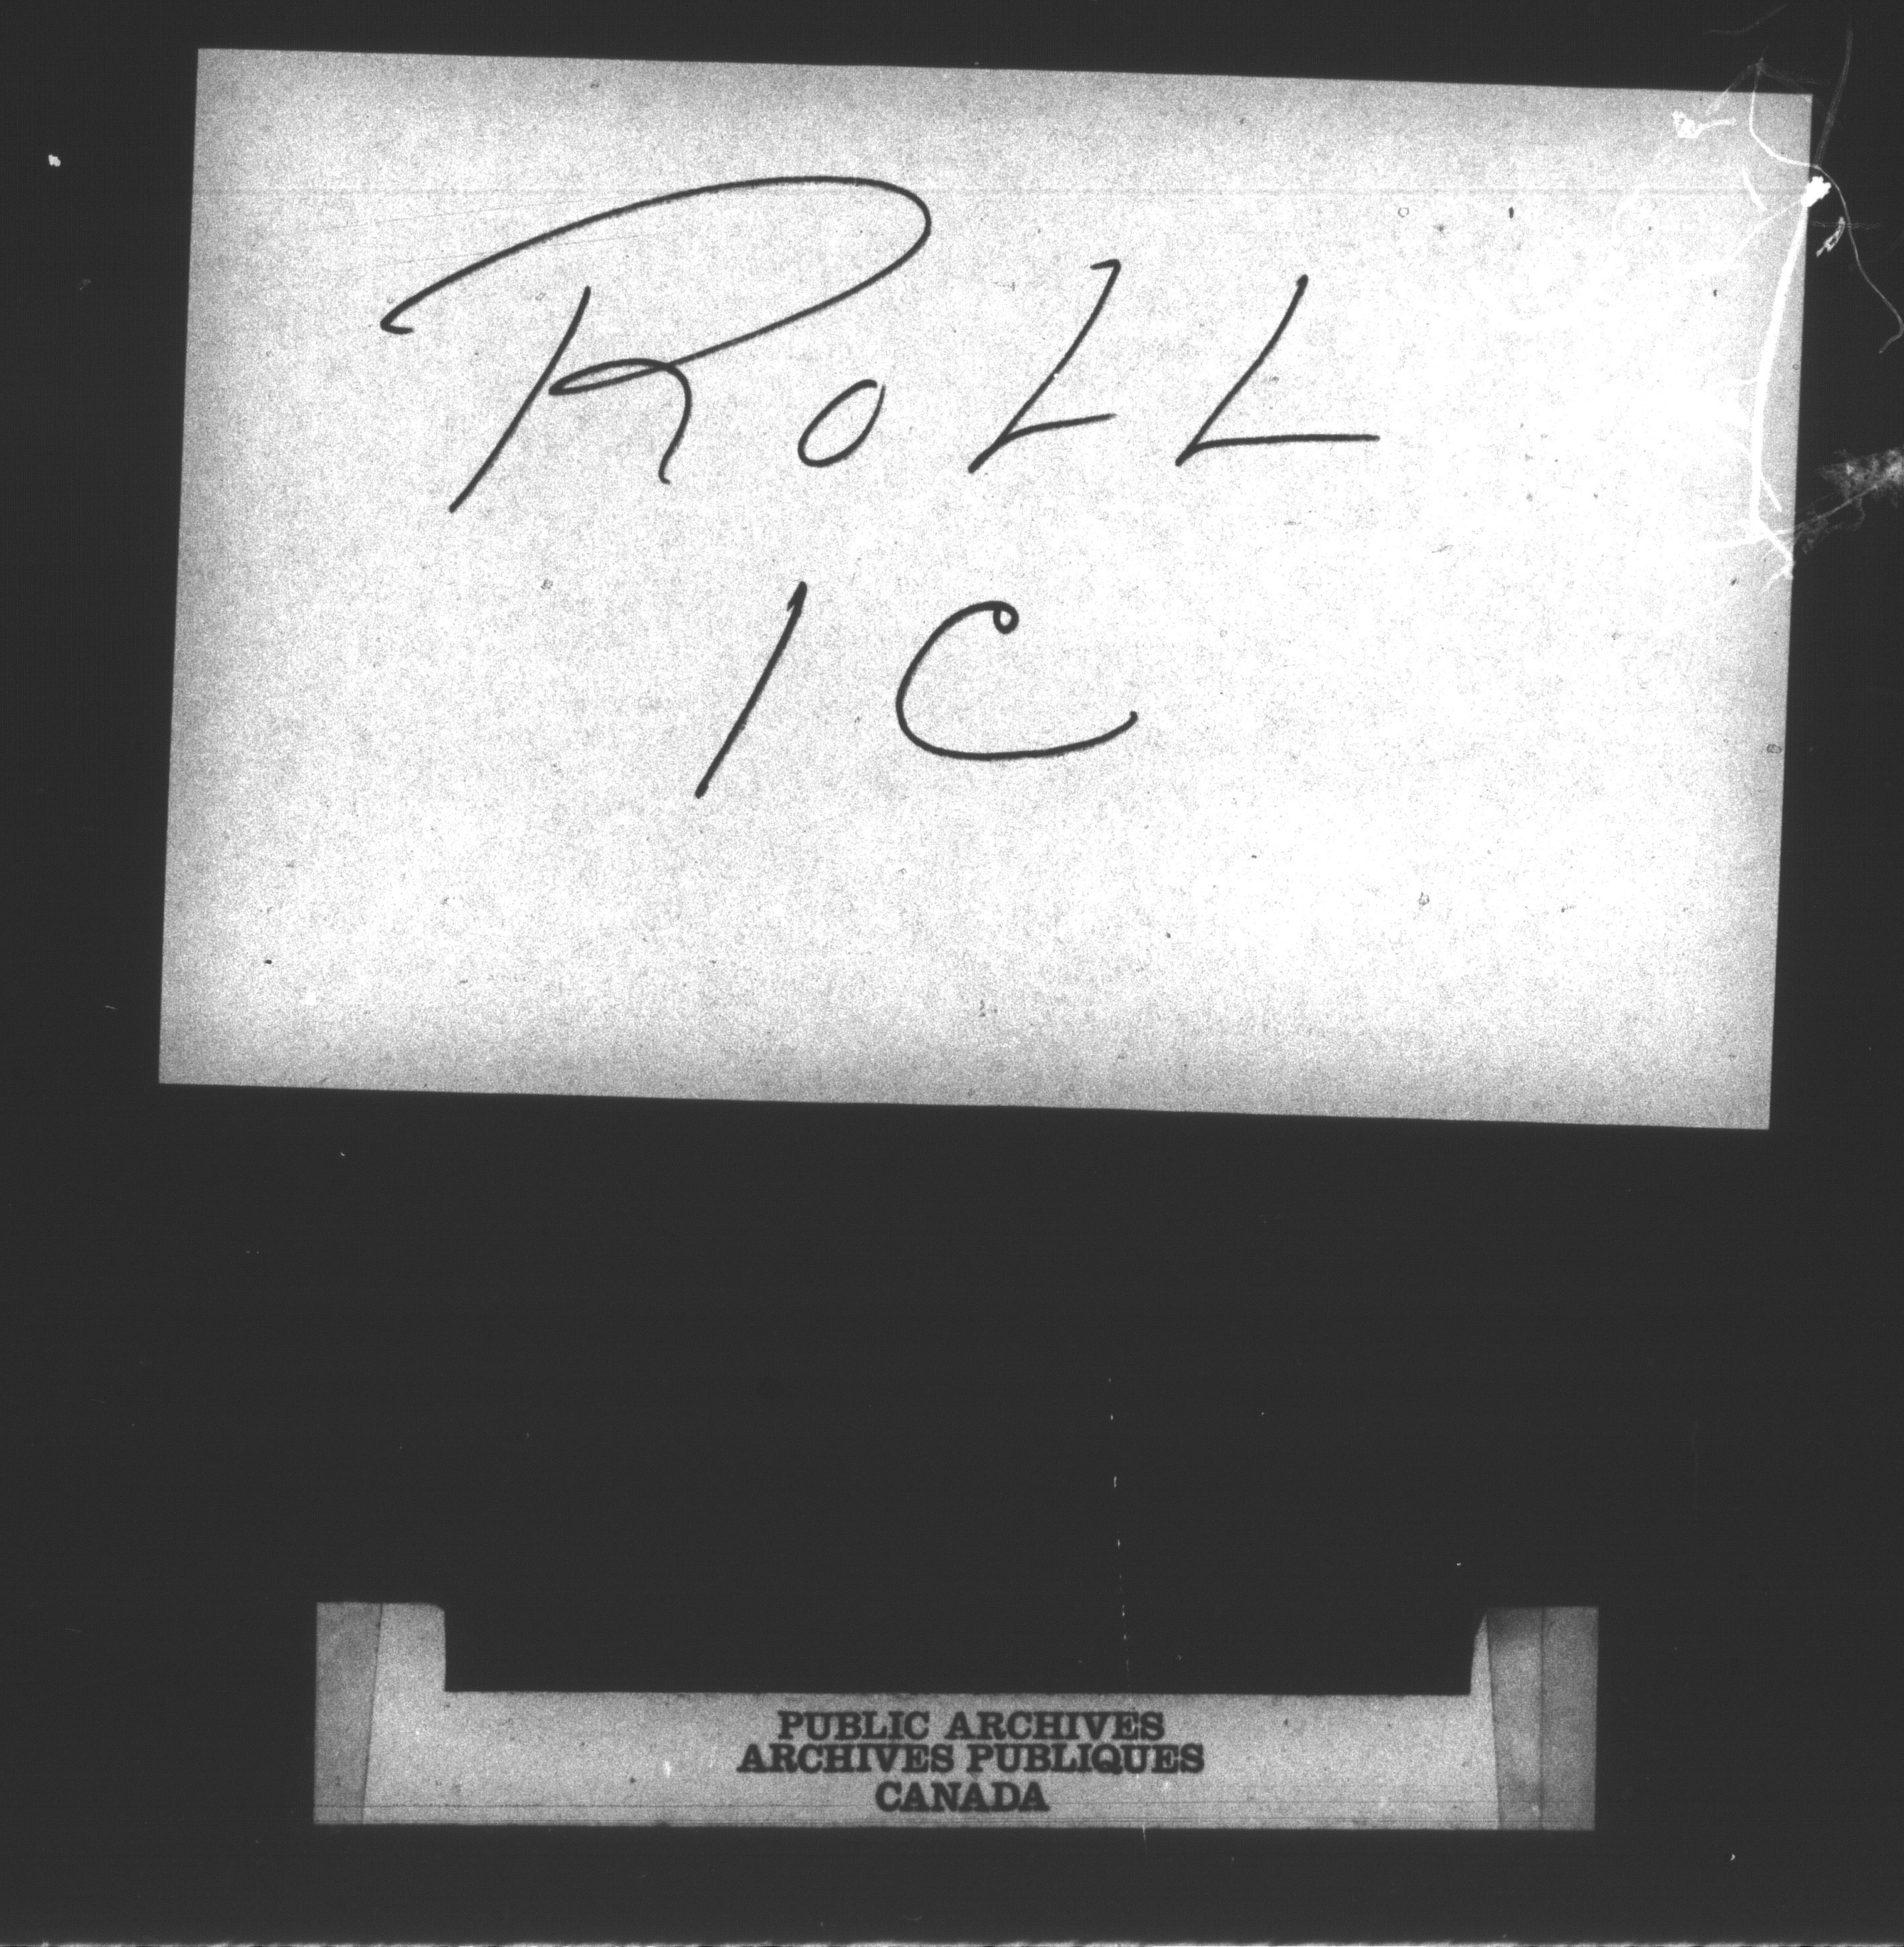 ROLL
1C
PUBLIC ARCHIVES
ARCHIVES PUBLIQUES
CANADA